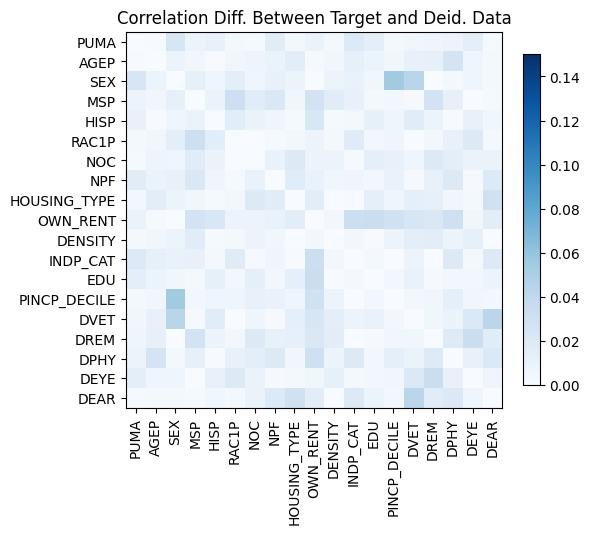 Correlation Diff. Between Target and Deid. Data
PUMA
AGEP
SEX
MSP
HISP
RAC1P
NOC
NPF
HOUSING_TYPE
OWN_RENT
DENSITY
INDP_CAT
EDU
PINCP_DECILE
DVET
DREM
DPHY
DEYE
DEAR
PUMA
AGEP
SEX
MSP
HISP
RAC1P
NOC
NPF
HOUSING_TYPE
OWN_RENT
DENSITY
INDP_CAT
EDU
PINCP_DECILE
DVET
DREM
DPHY
DEYE
DEAR
0.14
0.12
0.10
0.08
0.06
0.04
0.02
0.00